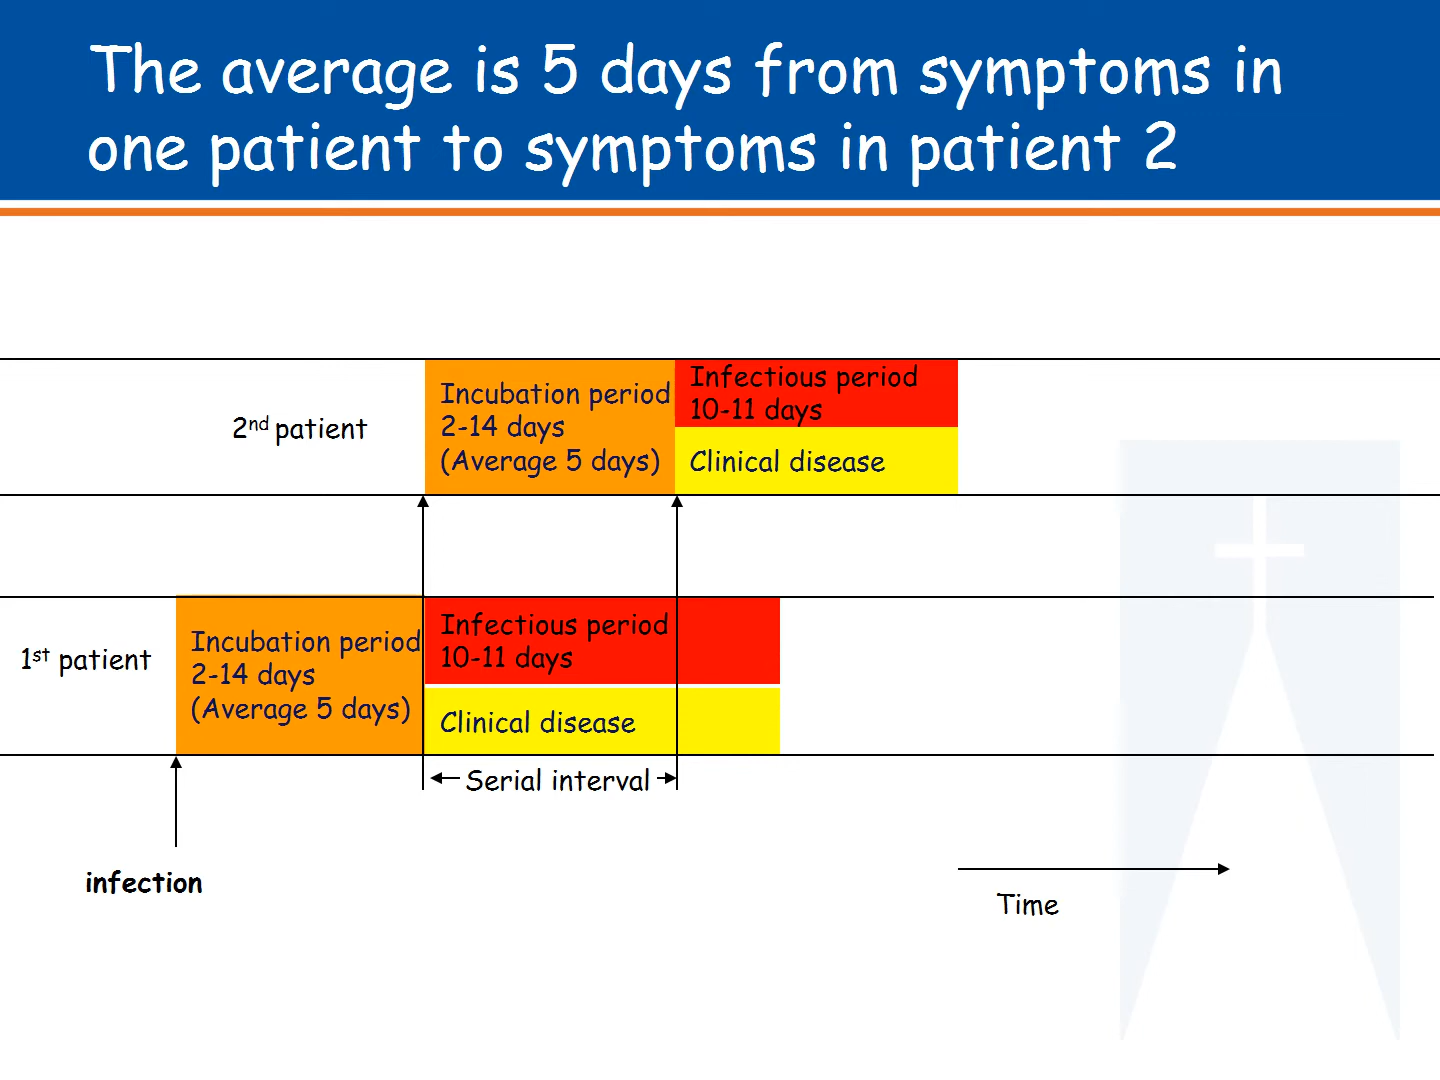 The average is 5 days from symptoms in
one patient to symptoms in patient 2
2nd patient
Incubation period
2-14 days
(Average 5 days)
Infectious period
10-11 days
Clinical disease
1st patient
Incubation period
2-14 days
(Average 5 days)
Infectious period
10-11 days
Clinical disease
Serial interval
infection
Time